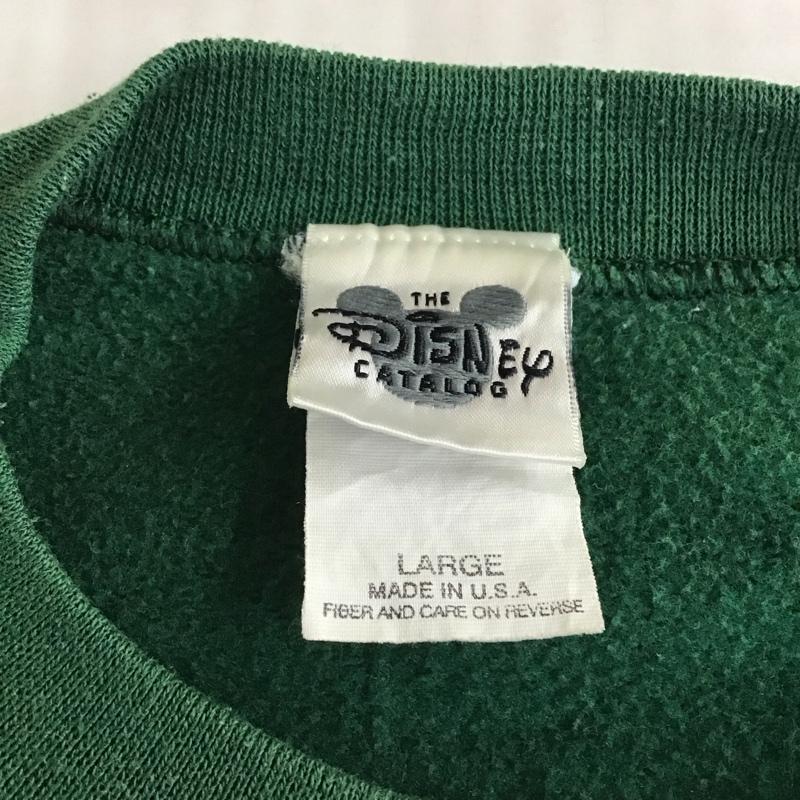 THE
DISNEY
CATALOG
LARGE
MADE IN U.S.A.
FIBER AND CARE ON REVERSE